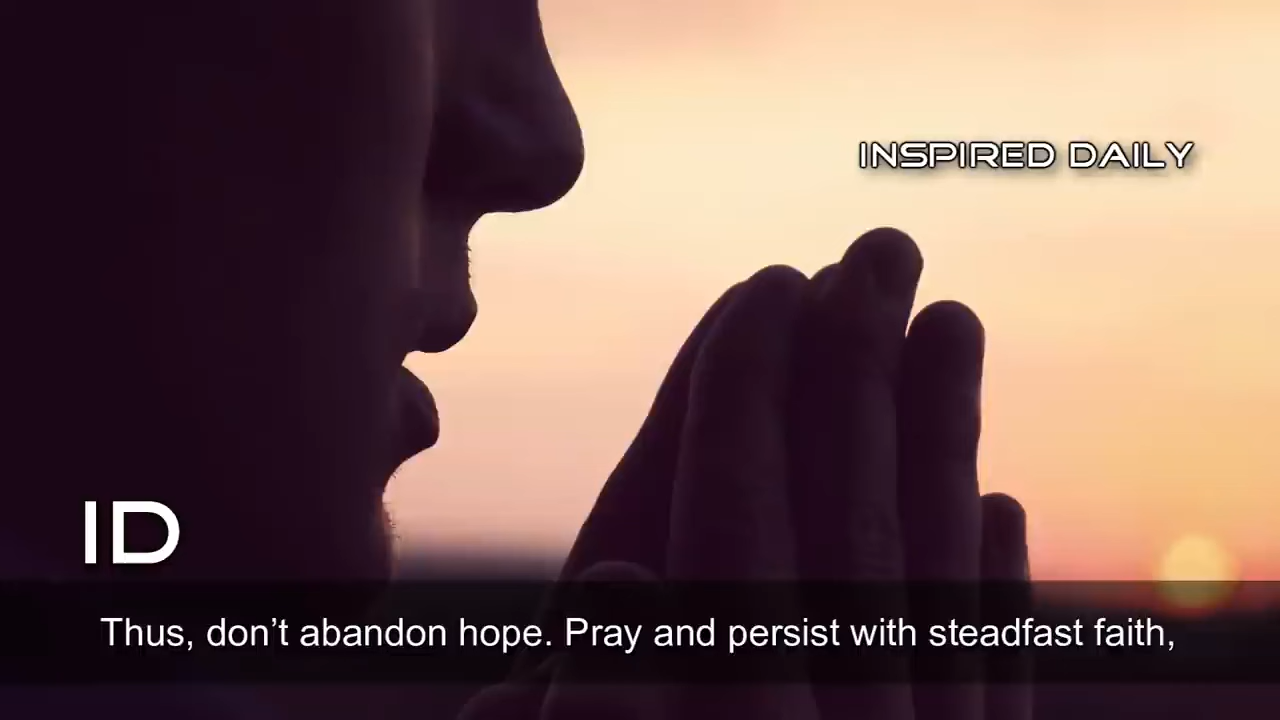 INSPIRED DAILY
ID
Thus, don’t abandon hope. Pray and persist with steadfast faith,